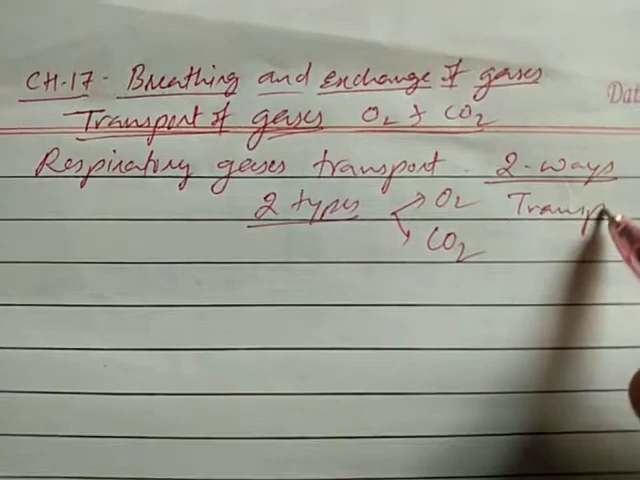 CH-17 - Breathing and exchange of gases
Dat
Transport of gases O2 + CO2
Respiratory gases transport. 2-ways
2 types → O2 Transp
→ CO2